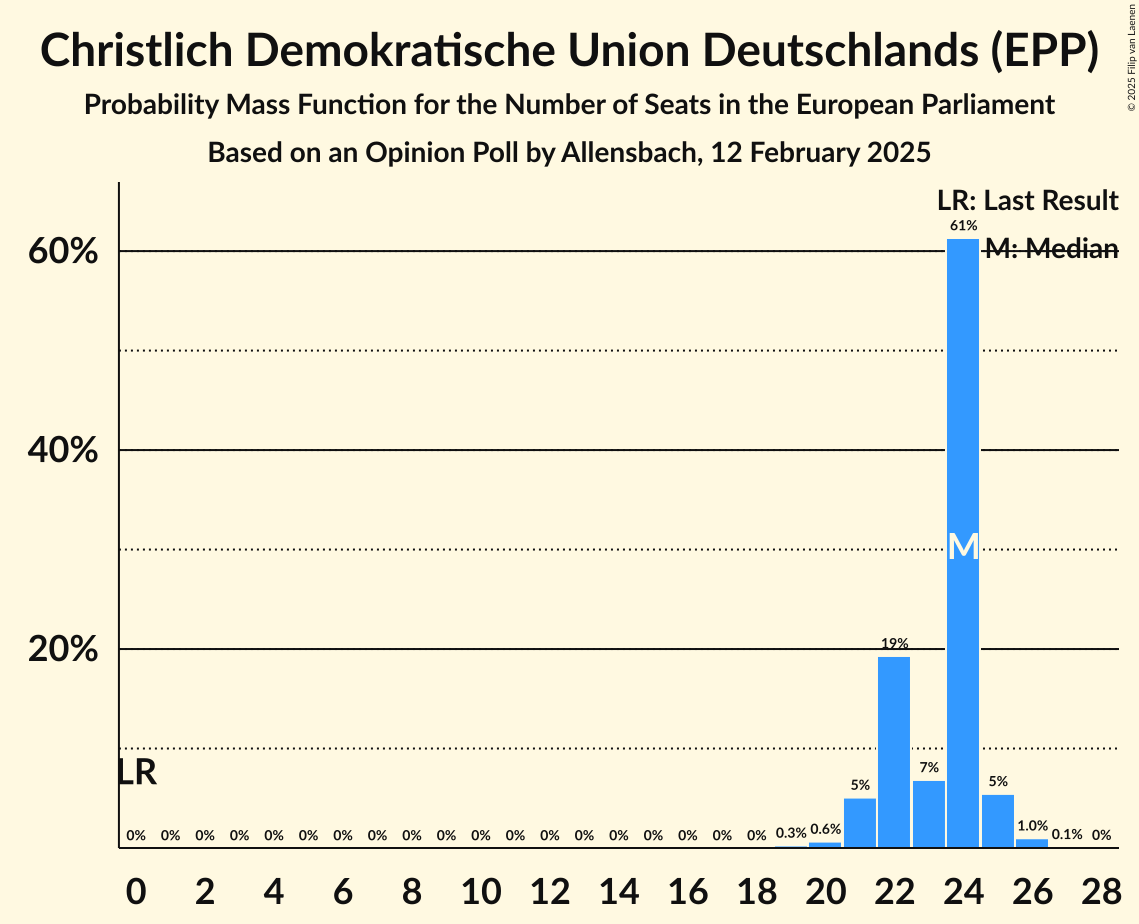 Christlich Demokratische Union Deutschlands (EPP)
Probability Mass Function for the Number of Seats in the European Parliament
Based on an Opinion Poll by Allensbach, 12 February 2025
© 2025 Filip van Laenen
LR: Last Result
M: Median
60%
40%
20%
LR
M
0% 0% 0% 0% 0% 0% 0% 0% 0% 0% 0% 0% 0% 0% 0% 0% 0% 0% 0% 0.3% 0.6% 5% 19% 7% 61% 5% 1.0% 0.1% 0%
0 2 4 6 8 10 12 14 16 18 20 22 24 26 28